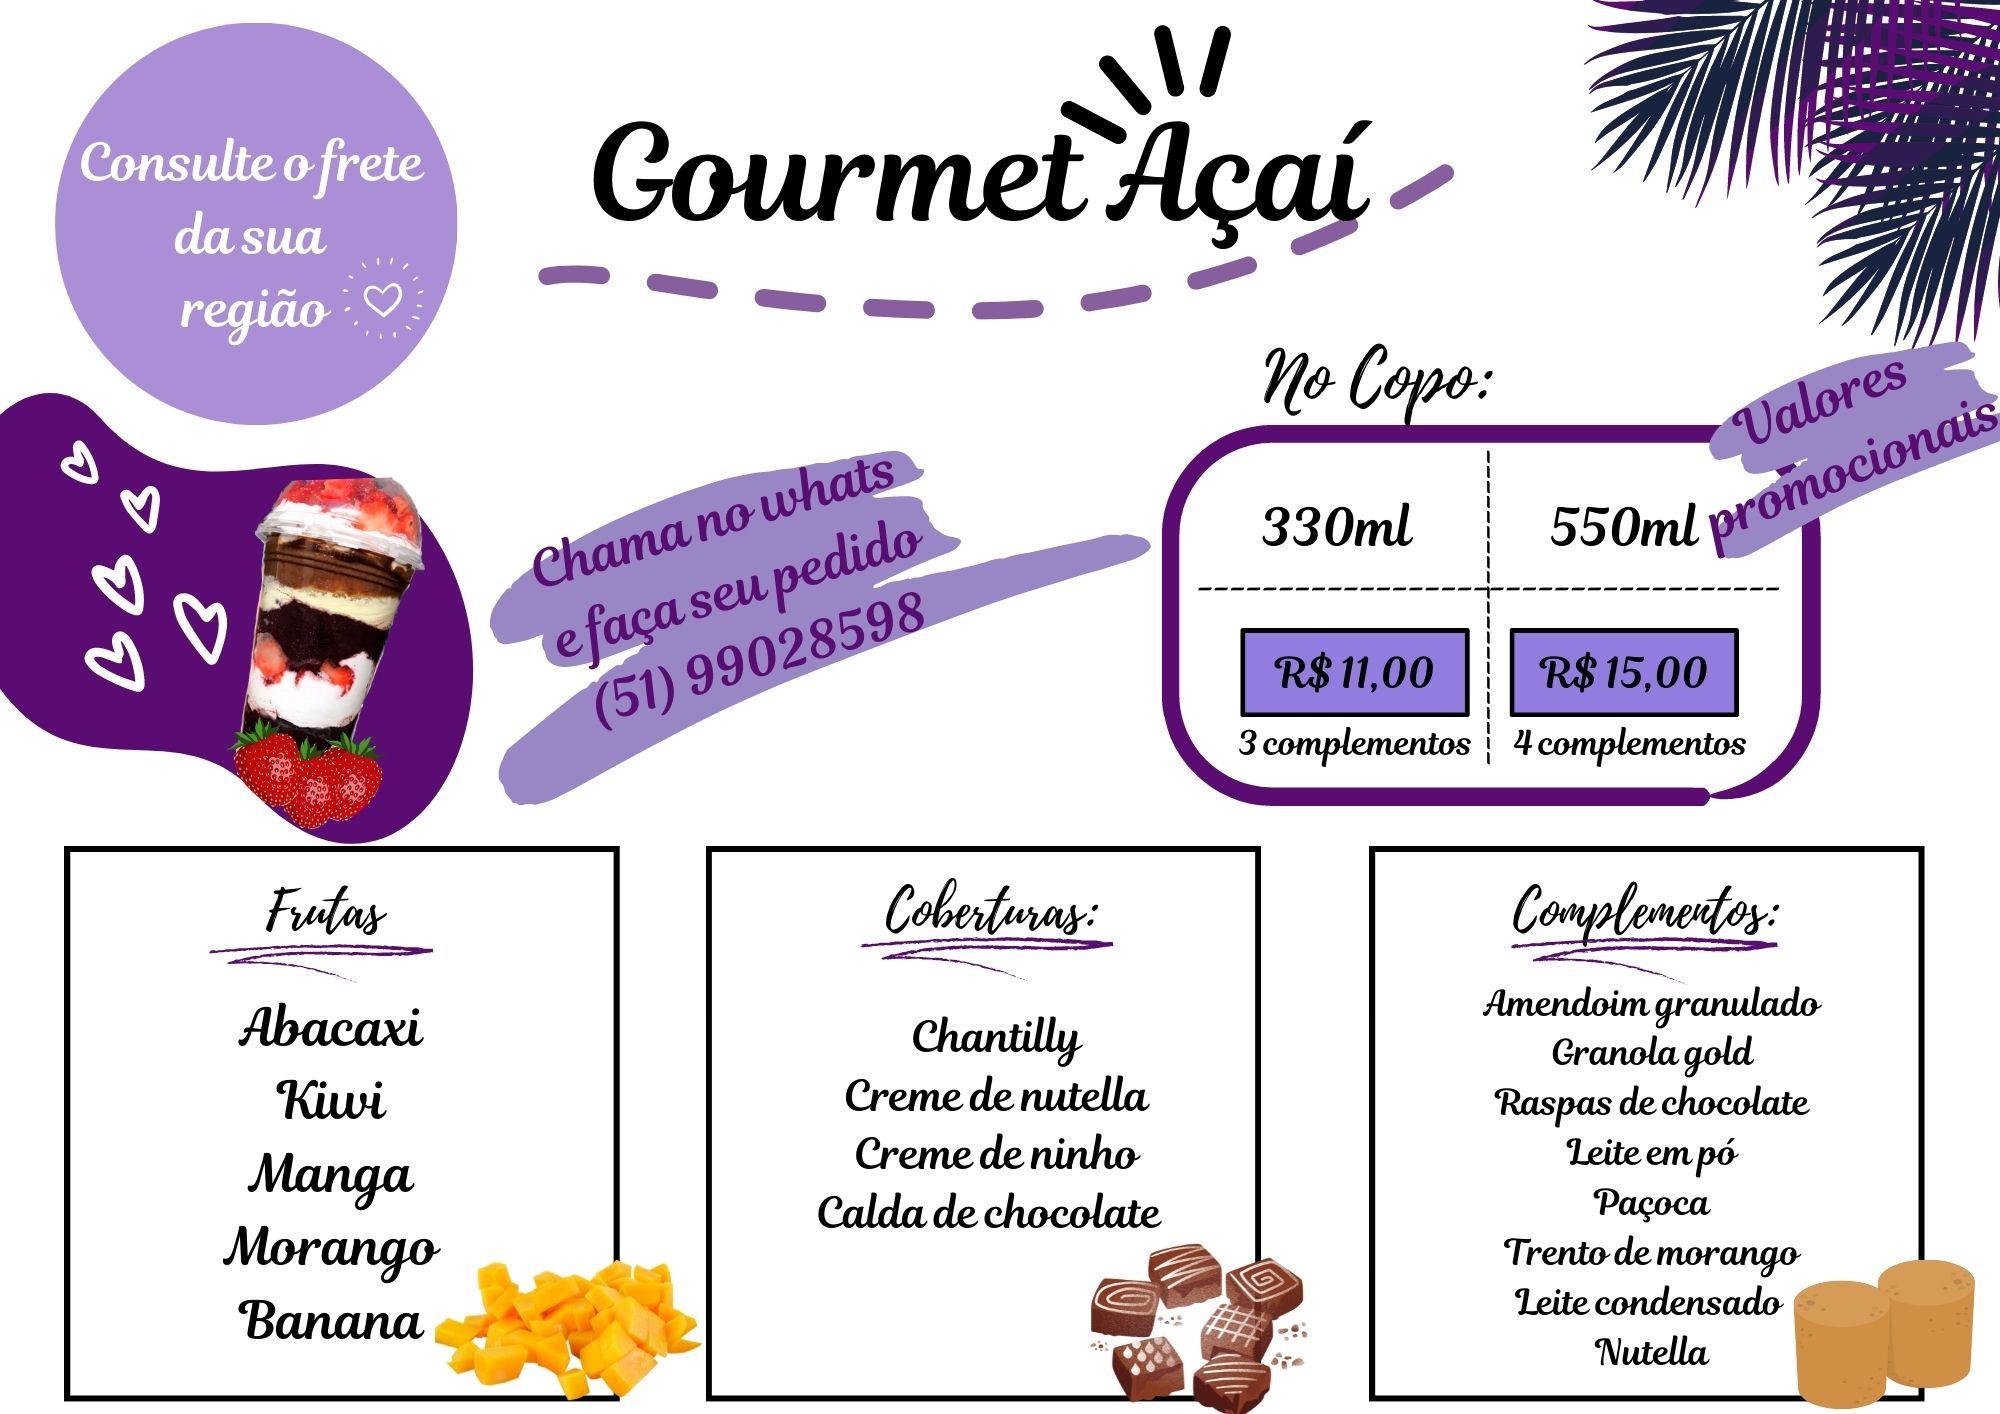 Consulte o frete
da sua
região
Gourmet Açaí
Chama no whats
e faça seu pedido
(51) 99028598
No Copo:
Valores
promocionais
330ml
550ml
R$ 11,00
R$ 15,00
3 complementos
4 complementos
Frutas
Abacaxi
Kiwi
Manga
Morango
Banana
Coberturas:
Chantilly
Creme de nutella
Creme de ninho
Calda de chocolate
Complementos:
Amendoim granulado
Granola gold
Raspas de chocolate
Leite em pó
Paçoca
Trento de morango
Leite condensado
Nutella